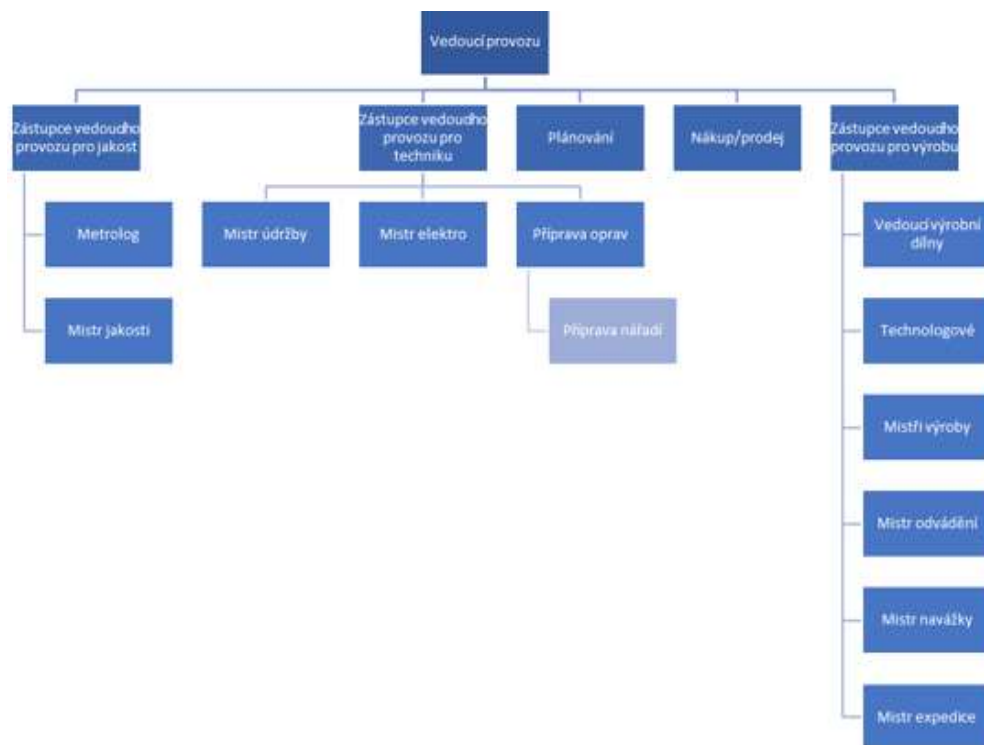 Vedoucí provozu
Zástupce vedoucího
provozu pro jakost
Zástupce vedoucího
provozu pro
techniku
Plánování
Nákup/prodej
Zástupce vedoucího
provozu pro výrobu
Metrolog
Mistr údržby
Mistr elektro
Příprava oprav
Vedoucí výrobní
dílny
Mistr jakosti
Příprava nářadí
Technologové
Mistři výroby
Mistr odvádění
Mistr navážky
Mistr expedice